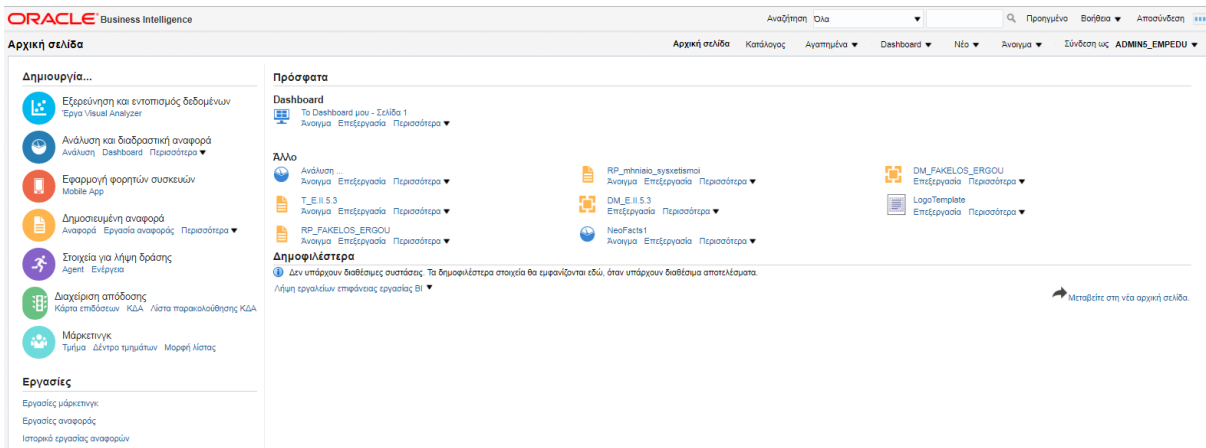 ORACLE Business Intelligence
Αναζήτηση Όλα Προηγμένο Βοήθεια Αποσύνδεση
Αρχική σελίδα
Αρχική σελίδα Κατάλογος Αγαπημένα Dashboard Νέο Άνοιγμα Σύνδεση ως ADMIN5_EMPEDU
Δημιουργία...
Εξερεύνηση και εντοπισμός δεδομένων
Έργα Visual Analyzer
Ανάλυση και διαδραστική αναφορά
Ανάλυση Dashboard Περισσότερα
Εφαρμογή φορητών συσκευών
Mobile App
Δημοσιευμένη αναφορά
Αναφορά Εργασία αναφοράς Περισσότερα
Στοιχεία για λήψη δράσης
Agent Ενέργεια
Διαχείριση απόδοσης
Κάρτα επιδόσεων ΚΔΑ Λίστα παρακολούθησης ΚΔΑ
Μάρκετινγκ
Τμήμα Δέντρο τμημάτων Μορφή λίστας
Εργασίες
Εργασίες μάρκετινγκ
Εργασίες αναφοράς
Ιστορικό εργασίας αναφορών
Πρόσφατα
Dashboard
Το Dashboard μου - Σελίδα 1
Άνοιγμα Επεξεργασία Περισσότερα
Άλλο
Ανάλυση ...
Άνοιγμα Επεξεργασία Περισσότερα
RP_mhniaio_sysxetismoi
Άνοιγμα Επεξεργασία Περισσότερα
DM_FAKELOS_ERGOU
Επεξεργασία Περισσότερα
T_E.II.5.3
Άνοιγμα Επεξεργασία Περισσότερα
DM_E.II.5.3
Επεξεργασία Περισσότερα
LogoTemplate
Επεξεργασία Περισσότερα
RP_FAKELOS_ERGOU
Άνοιγμα Επεξεργασία Περισσότερα
NeoFacts1
Άνοιγμα Επεξεργασία Περισσότερα
Δημοφιλέστερα
Δεν υπάρχουν διαθέσιμες συστάσεις. Τα δημοφιλέστερα στοιχεία θα εμφανίζονται εδώ, όταν υπάρχουν διαθέσιμα αποτελέσματα.
Λήψη εργαλείων επιφάνειας εργασίας BI
Μεταβείτε στη νέα αρχική σελίδα.